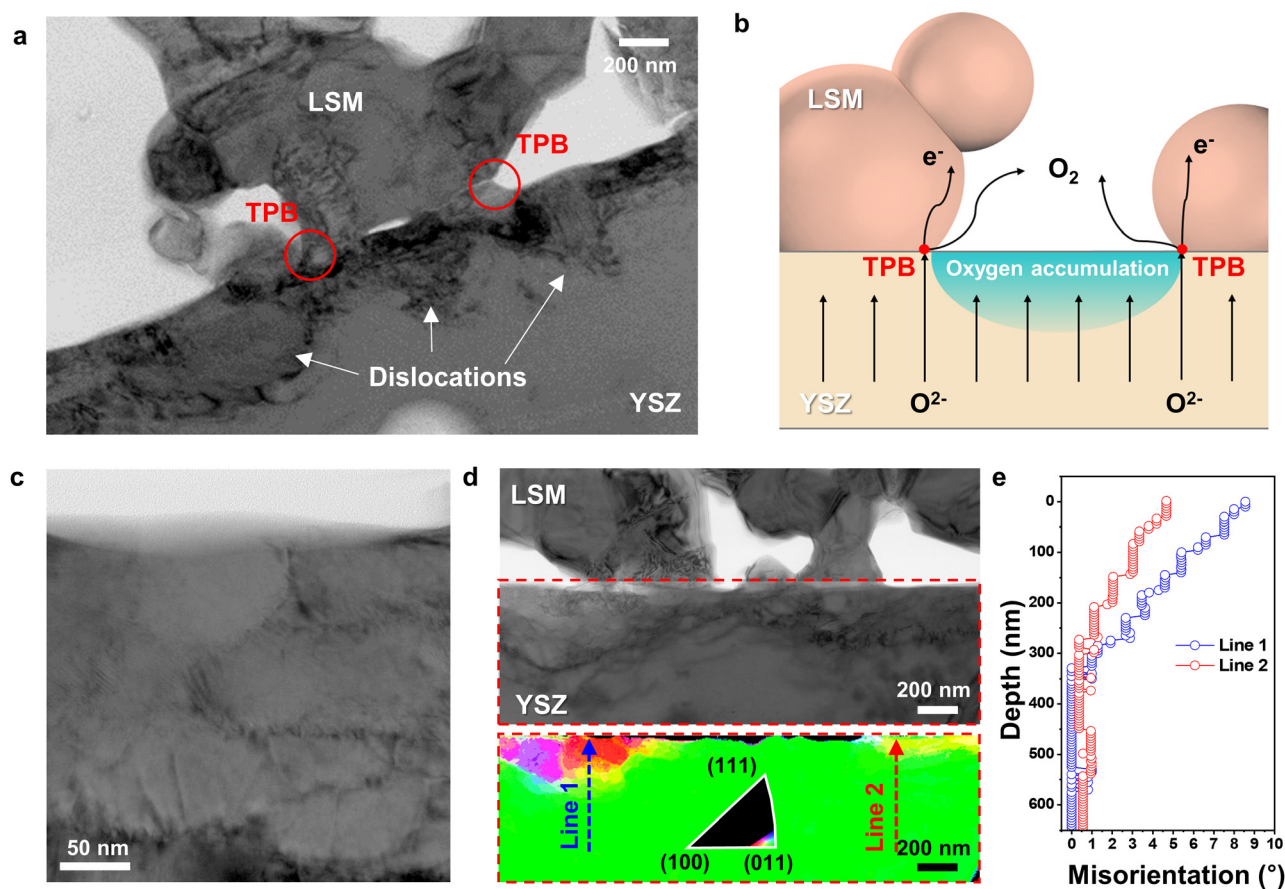 a
200 nm
LSM
TPB
TPB
Dislocations
YSZ
b
LSM
e-
O2
e-
TPB
Oxygen accumulation
TPB
YSZ
O2-
O2-
c
50 nm
d
LSM
YSZ
200 nm
Line 1
(111)
(100)
(011)
Line 2
200 nm
e
0
100
200
300
400
500
600
Depth (nm)
Line 1
Line 2
0 1 2 3 4 5 6 7 8 9 10
Misorientation (°)